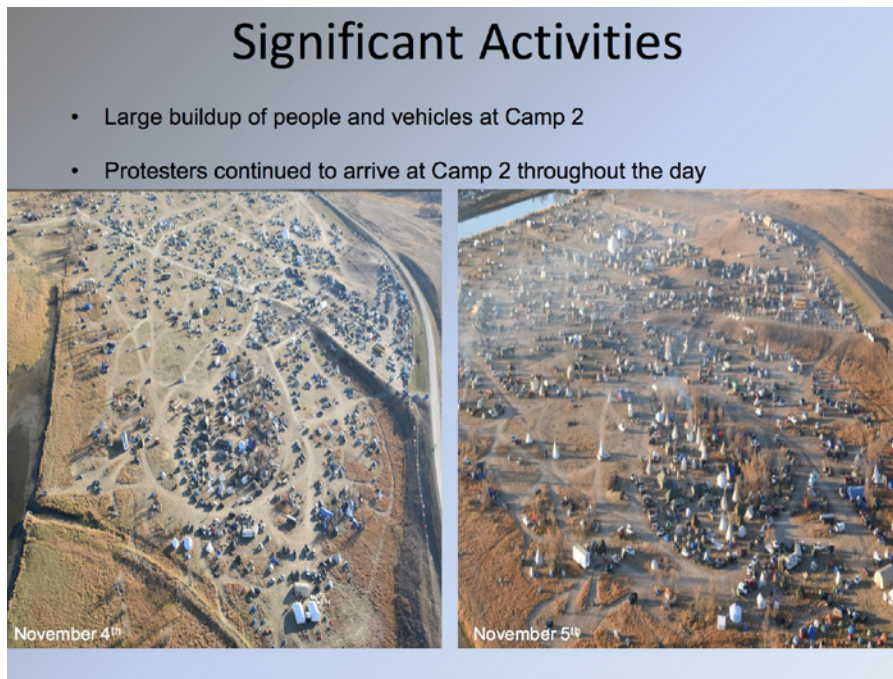 Significant Activities
• Large buildup of people and vehicles at Camp 2
• Protesters continued to arrive at Camp 2 throughout the day
November 4th
November 5th